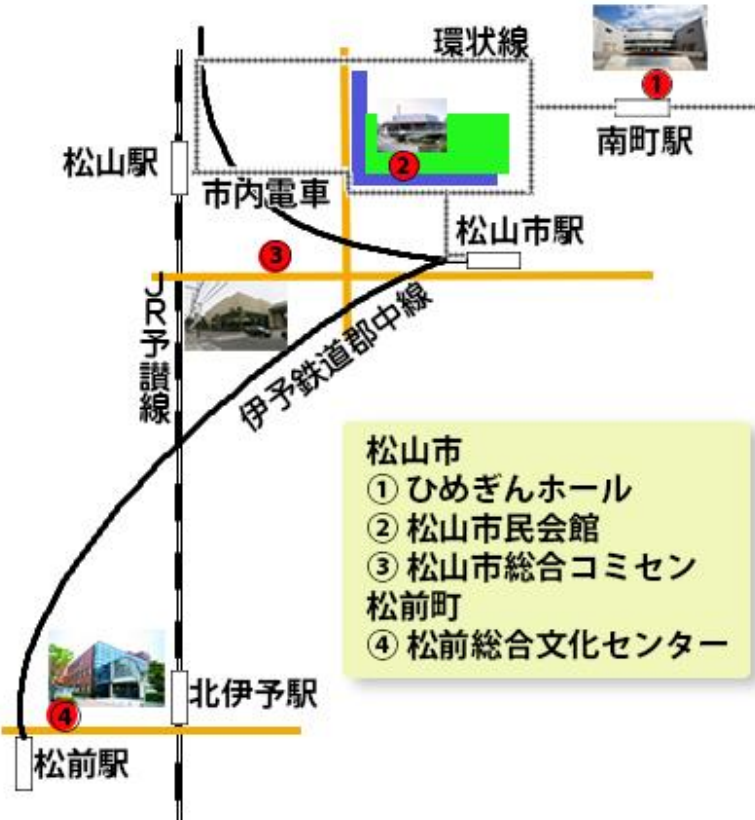 環状線
①
南町駅
松山駅
②
市内電車
松山市駅
③
JR予讃線
伊予鉄道郡中線
松山市
① ひめぎんホール
② 松山市民会館
③ 松山市総合コミセン
松前町
④ 松前総合文化センター
北伊予駅
④
松前駅